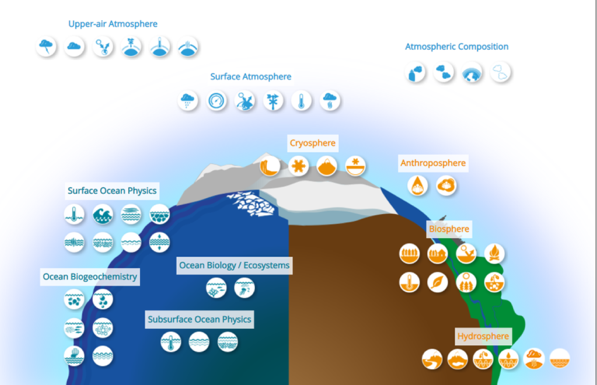 Upper-air Atmosphere
Atmospheric Composition
Surface Atmosphere
Cryosphere
Anthroposphere
Surface Ocean Physics
Biosphere
Ocean Biology / Ecosystems
Ocean Biogeochemistry
Subsurface Ocean Physics
Hydrosphere